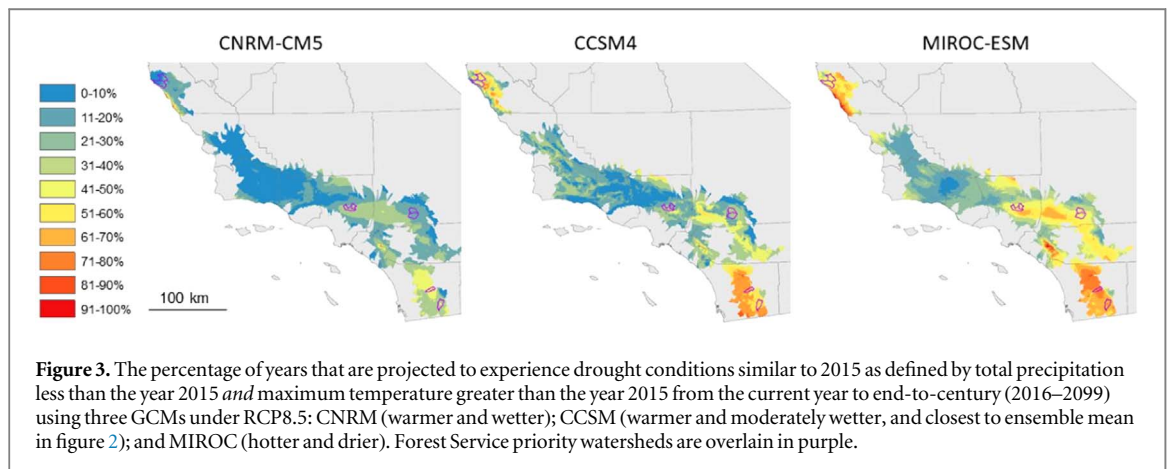 CNRM-CM5
CCSM4
MIROC-ESM
0-10%
11-20%
21-30%
31-40%
41-50%
51-60%
61-70%
71-80%
81-90%
91-100%
100 km
Figure 3. The percentage of years that are projected to experience drought conditions similar to 2015 as defined by total precipitation
less than the year 2015 and maximum temperature greater than the year 2015 from the current year to end-to-century (2016–2099)
using three GCMs under RCP8.5: CNRM (warmer and wetter); CCSM (warmer and moderately wetter, and closest to ensemble mean
in figure 2); and MIROC (hotter and drier). Forest Service priority watersheds are overlain in purple.